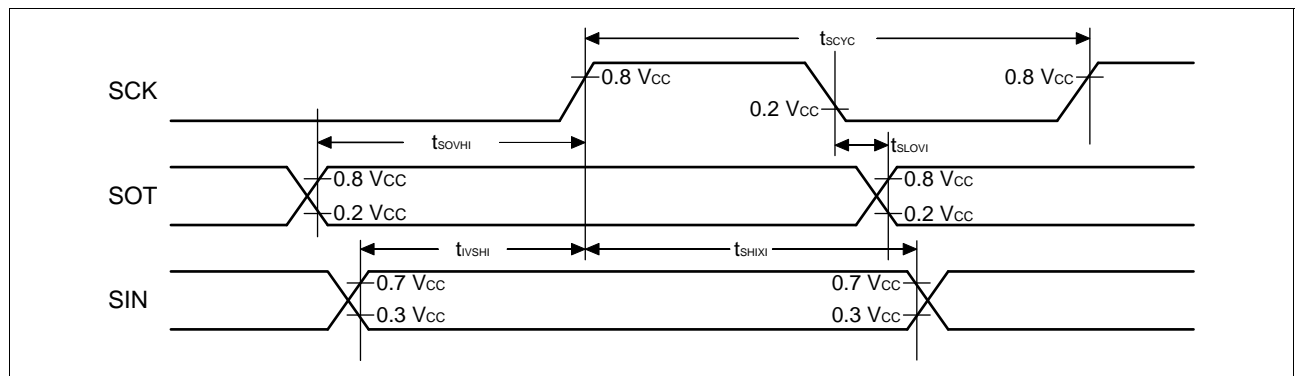 tSCYC
SCK
0.8 VCC
0.8 VCC
0.2 VCC
tSOVHI
tSLOVI
SOT
0.8 VCC
0.8 VCC
0.2 VCC
0.2 VCC
tIVSHI
tSHIXI
SIN
0.7 VCC
0.7 VCC
0.3 VCC
0.3 VCC